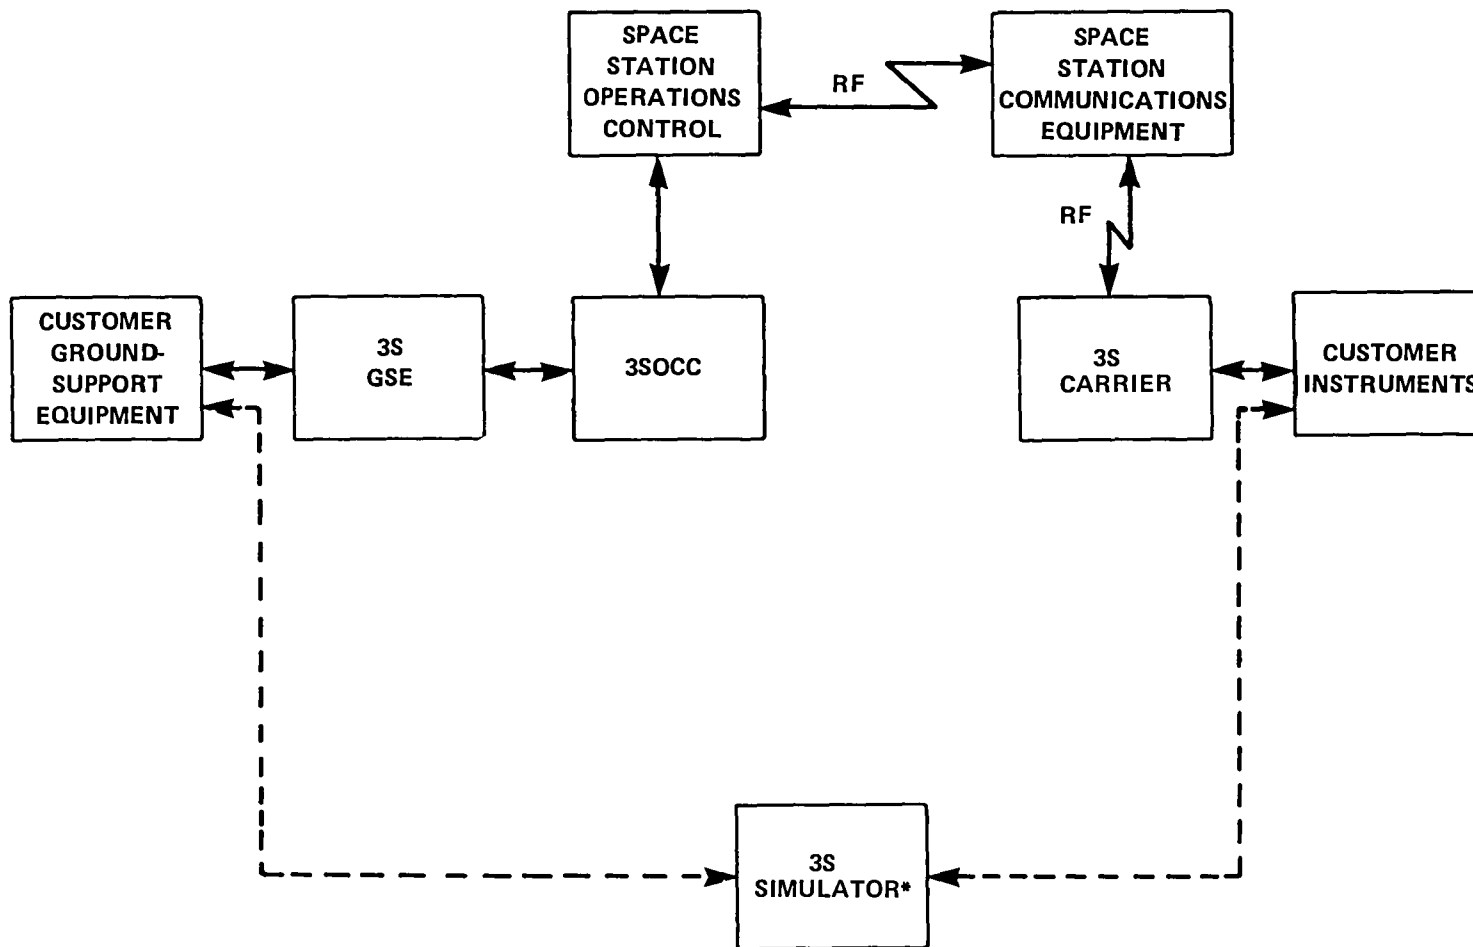 SPACE
STATION
OPERATIONS
CONTROL
RF
SPACE
STATION
COMMUNICATIONS
EQUIPMENT
RF
CUSTOMER
GROUND-
SUPPORT
EQUIPMENT
3S
GSE
3SOCC
3S
CARRIER
CUSTOMER
INSTRUMENTS
3S
SIMULATOR*